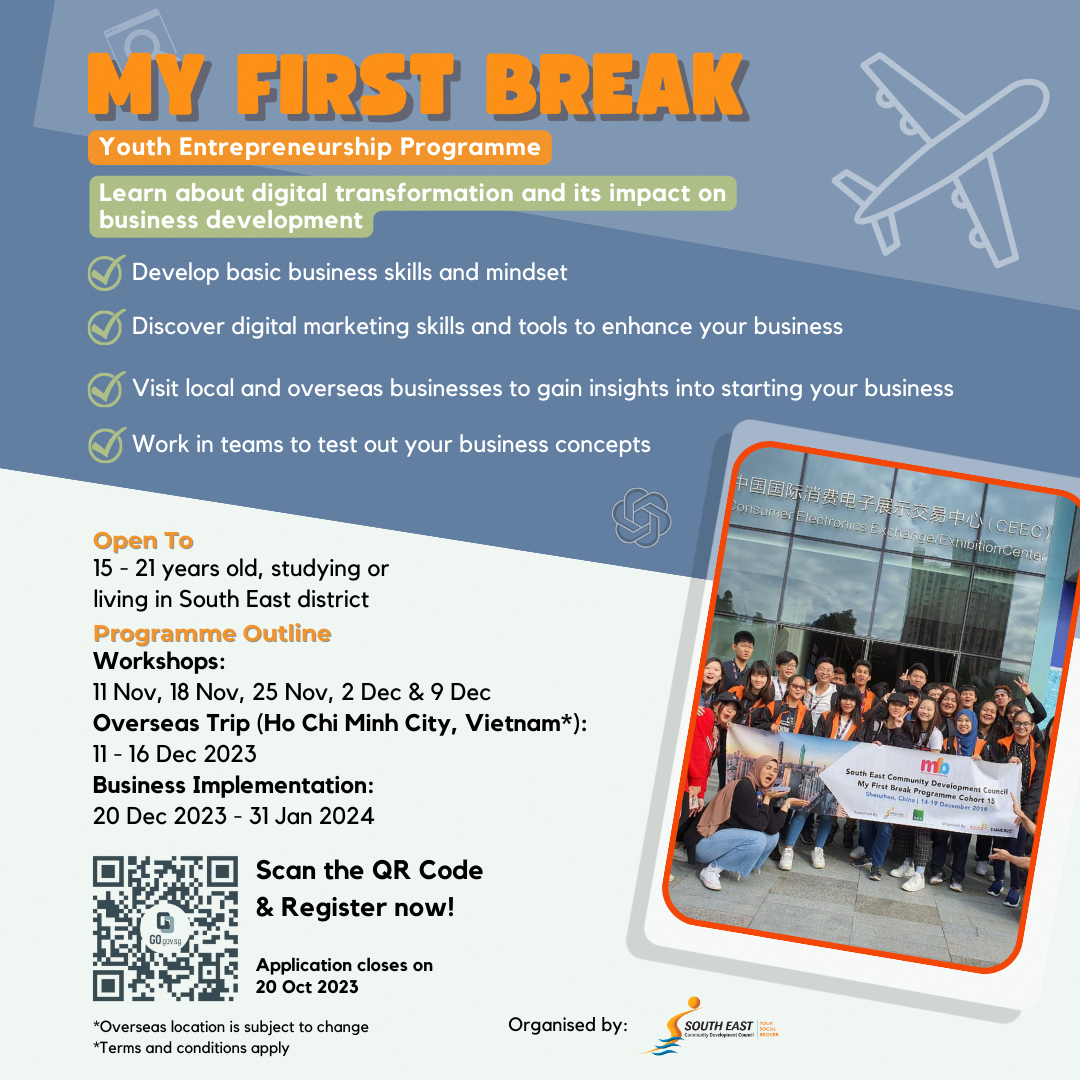 MY FIRST BREAK
Youth Entrepreneurship Programme
Learn about digital transformation and its impact on
business development
Develop basic business skills and mindset
Discover digital marketing skills and tools to enhance your business
Visit local and overseas businesses to gain insights into starting your business
Work in teams to test out your business concepts
中国国际消费电子展示交易中心（CEEC）
Consumer Electronics Exchange/Exhibition Center
Open To
15 - 21 years old, studying or
living in South East district
Programme Outline
Workshops:
11 Nov, 18 Nov, 25 Nov, 2 Dec & 9 Dec
Overseas Trip (Ho Chi Minh City, Vietnam*):
11 - 16 Dec 2023
Business Implementation:
20 Dec 2023 - 31 Jan 2024
mfb
South East Community Development Council
My First Break Programme Cohort 15
Shenzhen, China | 14-19 December 2019
Supported By:
Organised By:
GO.gov.sg
Scan the QR Code
& Register now!
Application closes on
20 Oct 2023
*Overseas location is subject to change
*Terms and conditions apply
Organised by:
SOUTH EAST
Community Development Council
YOUR
SOCIAL
BROKER